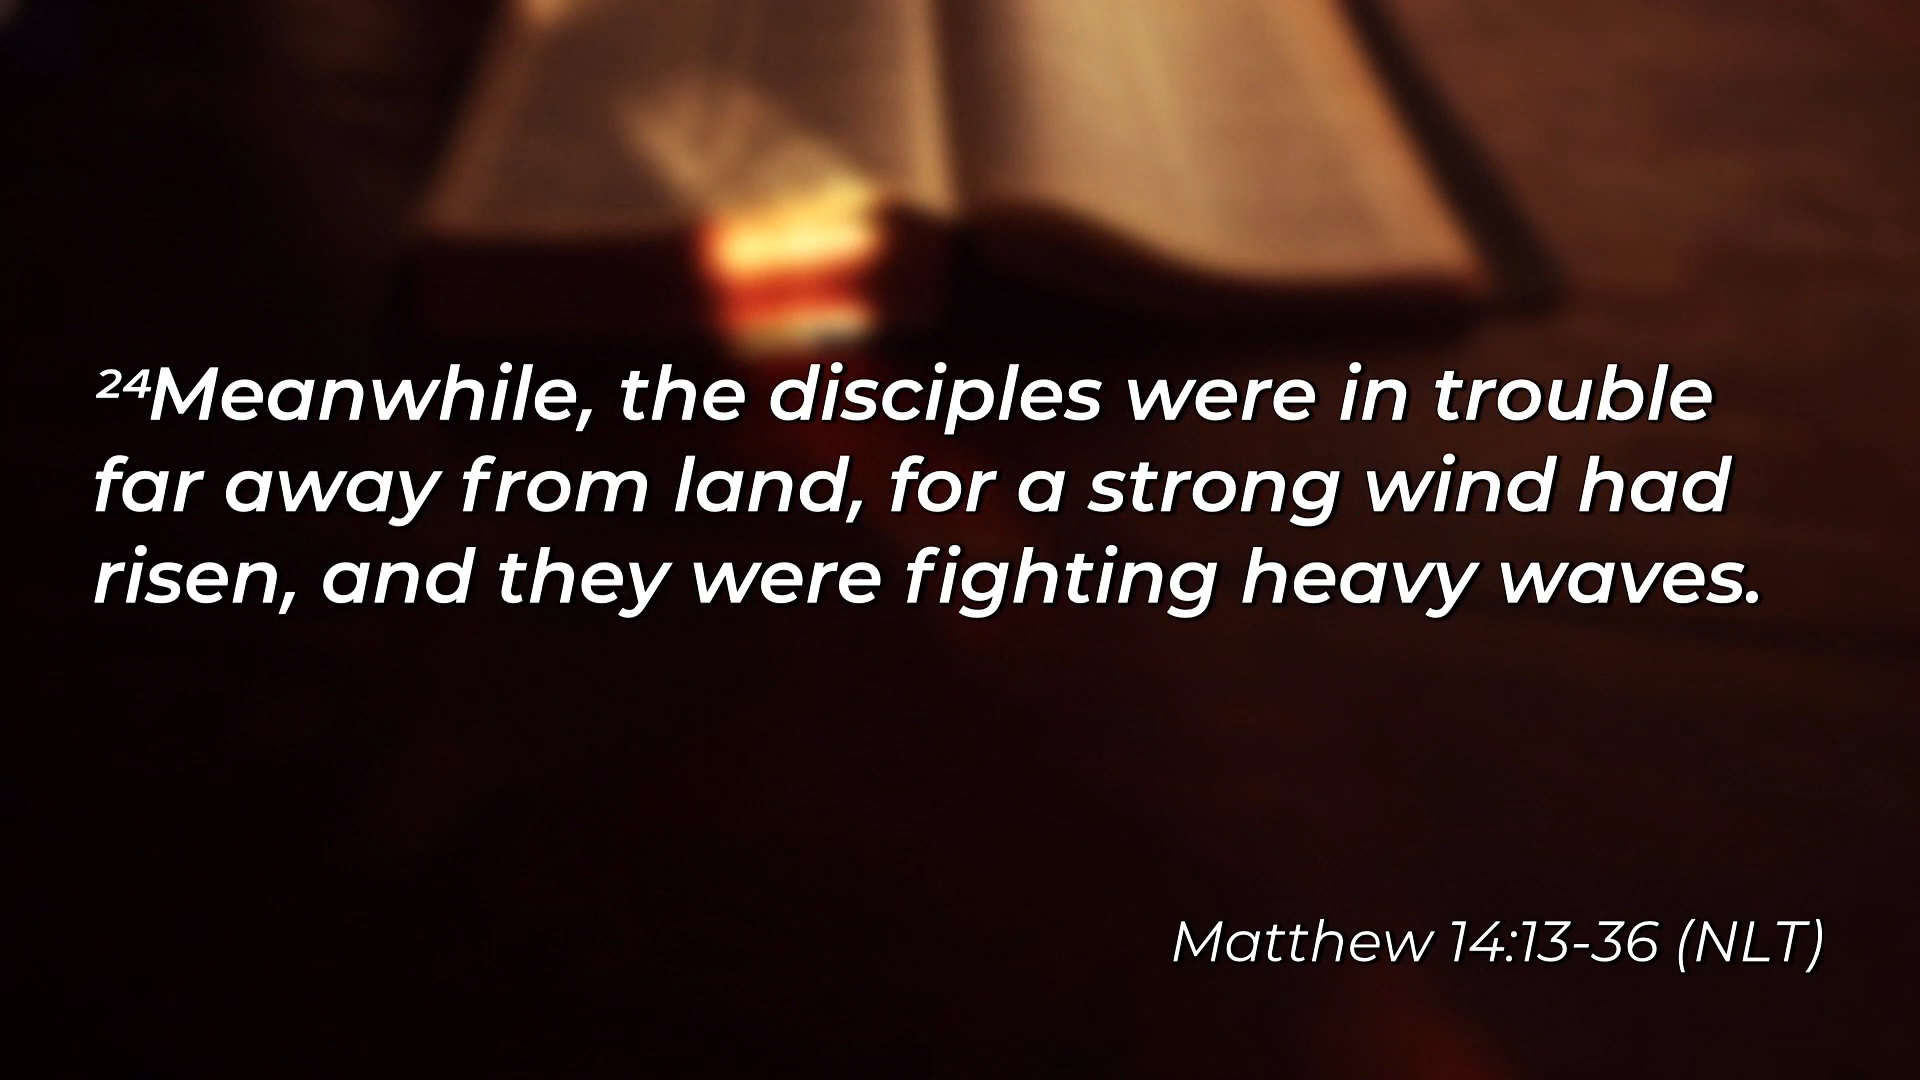 ²⁴Meanwhile, the disciples were in trouble
far away from land, for a strong wind had
risen, and they were fighting heavy waves.
Matthew 14:13-36 (NLT)